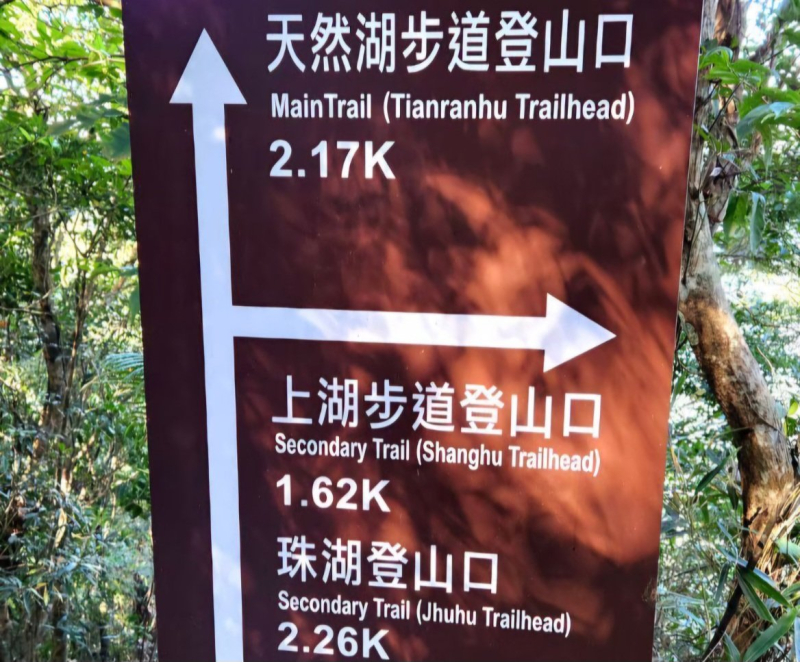 天然湖步道登山口
MainTrail (Tianranhu Trailhead)
2.17K
上湖步道登山口
Secondary Trail (Shanghu Trailhead)
1.62K
珠湖登山口
Secondary Trail (Jhuhu Trailhead)
2.26K